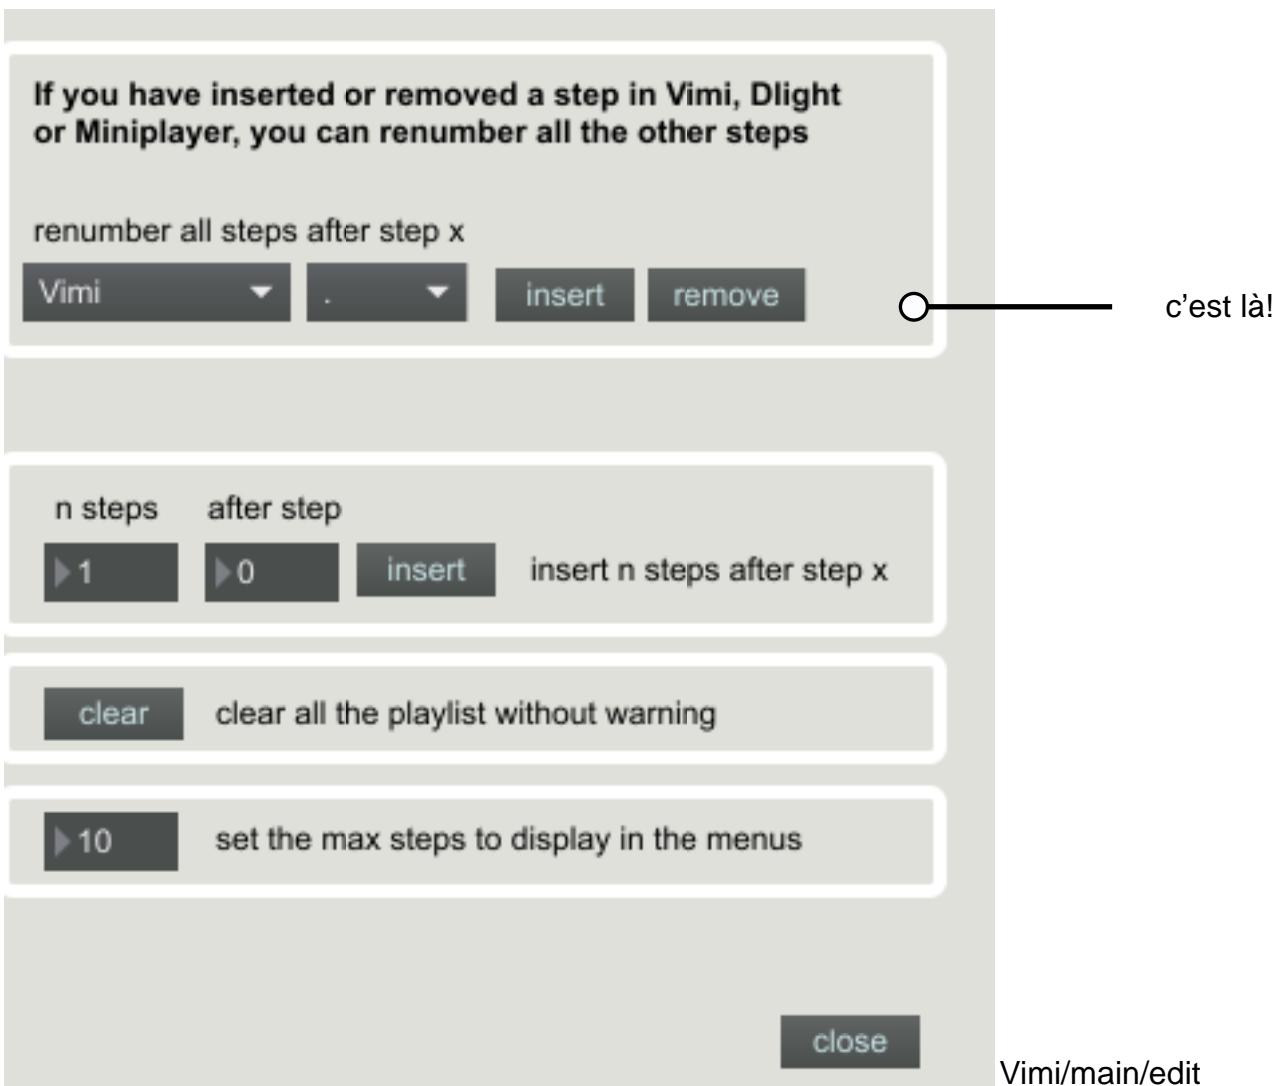 If you have inserted or removed a step in Vimi, Dlight
or Miniplayer, you can renumber all the other steps
renumber all steps after step x
Vimi . insert remove
c’est là!
n steps after step
1 0 insert insert n steps after step x
clear clear all the playlist without warning
10 set the max steps to display in the menus
close
Vimi/main/edit